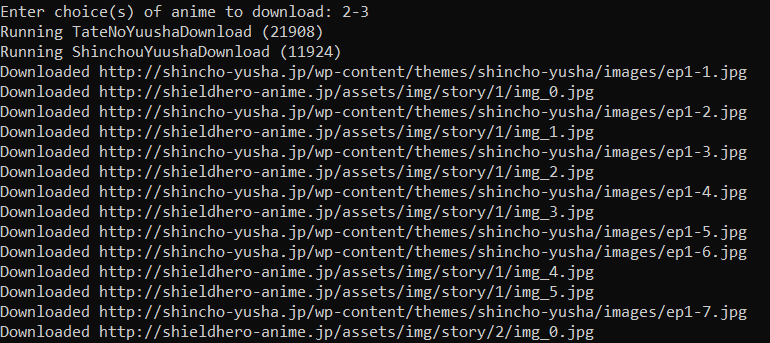 Enter choice(s) of anime to download: 2-3
Running TateNoYuushaDownload (21908)
Running ShinchouYuushaDownload (11924)
Downloaded http://shincho-yusha.jp/wp-content/themes/shincho-yusha/images/ep1-1.jpg
Downloaded http://shieldhero-anime.jp/assets/img/story/1/img_0.jpg
Downloaded http://shincho-yusha.jp/wp-content/themes/shincho-yusha/images/ep1-2.jpg
Downloaded http://shieldhero-anime.jp/assets/img/story/1/img_1.jpg
Downloaded http://shincho-yusha.jp/wp-content/themes/shincho-yusha/images/ep1-3.jpg
Downloaded http://shieldhero-anime.jp/assets/img/story/1/img_2.jpg
Downloaded http://shincho-yusha.jp/wp-content/themes/shincho-yusha/images/ep1-4.jpg
Downloaded http://shieldhero-anime.jp/assets/img/story/1/img_3.jpg
Downloaded http://shincho-yusha.jp/wp-content/themes/shincho-yusha/images/ep1-5.jpg
Downloaded http://shincho-yusha.jp/wp-content/themes/shincho-yusha/images/ep1-6.jpg
Downloaded http://shieldhero-anime.jp/assets/img/story/1/img_4.jpg
Downloaded http://shieldhero-anime.jp/assets/img/story/1/img_5.jpg
Downloaded http://shincho-yusha.jp/wp-content/themes/shincho-yusha/images/ep1-7.jpg
Downloaded http://shieldhero-anime.jp/assets/img/story/2/img_0.jpg